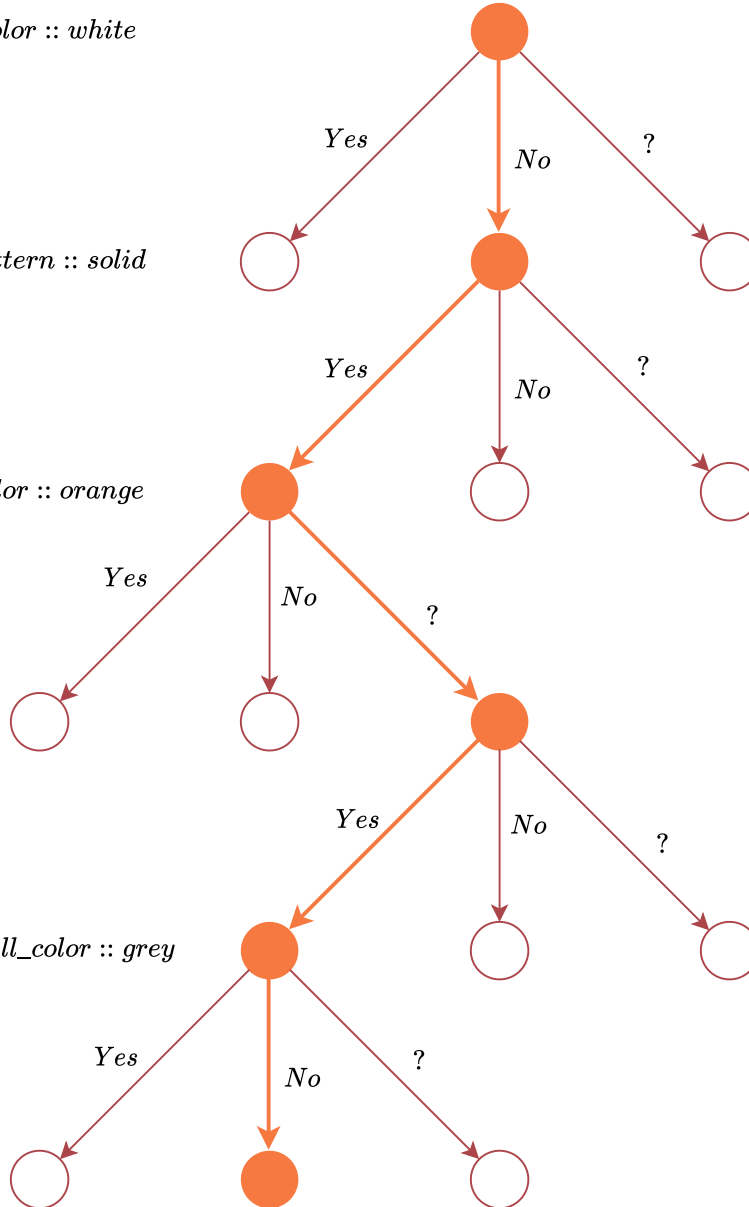 olor :: white
Yes
No
?
ttern :: solid
Yes
No
?
lor :: orange
Yes
No
?
Yes
No
?
ll_color :: grey
Yes
No
?